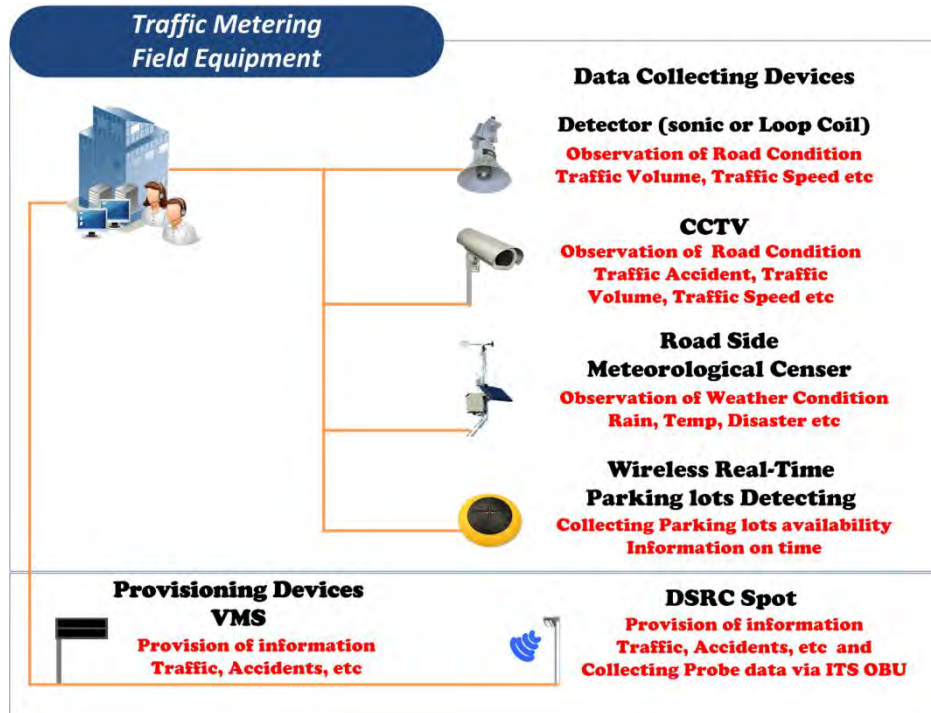 Traffic Metering
Field Equipment
Data Collecting Devices
Detector (sonic or Loop Coil)
Observation of Road Condition
Traffic Volume, Traffic Speed etc
CCTV
Observation of Road Condition
Traffic Accident, Traffic
Volume, Traffic Speed etc
Road Side
Meteorological Censer
Observation of Weather Condition
Rain, Temp, Disaster etc
Wireless Real-Time
Parking lots Detecting
Collecting Parking lots availability
Information on time
Provisioning Devices
VMS
Provision of information
Traffic, Accidents, etc
DSRC Spot
Provision of information
Traffic, Accidents, etc and
Collecting Probe data via ITS OBU